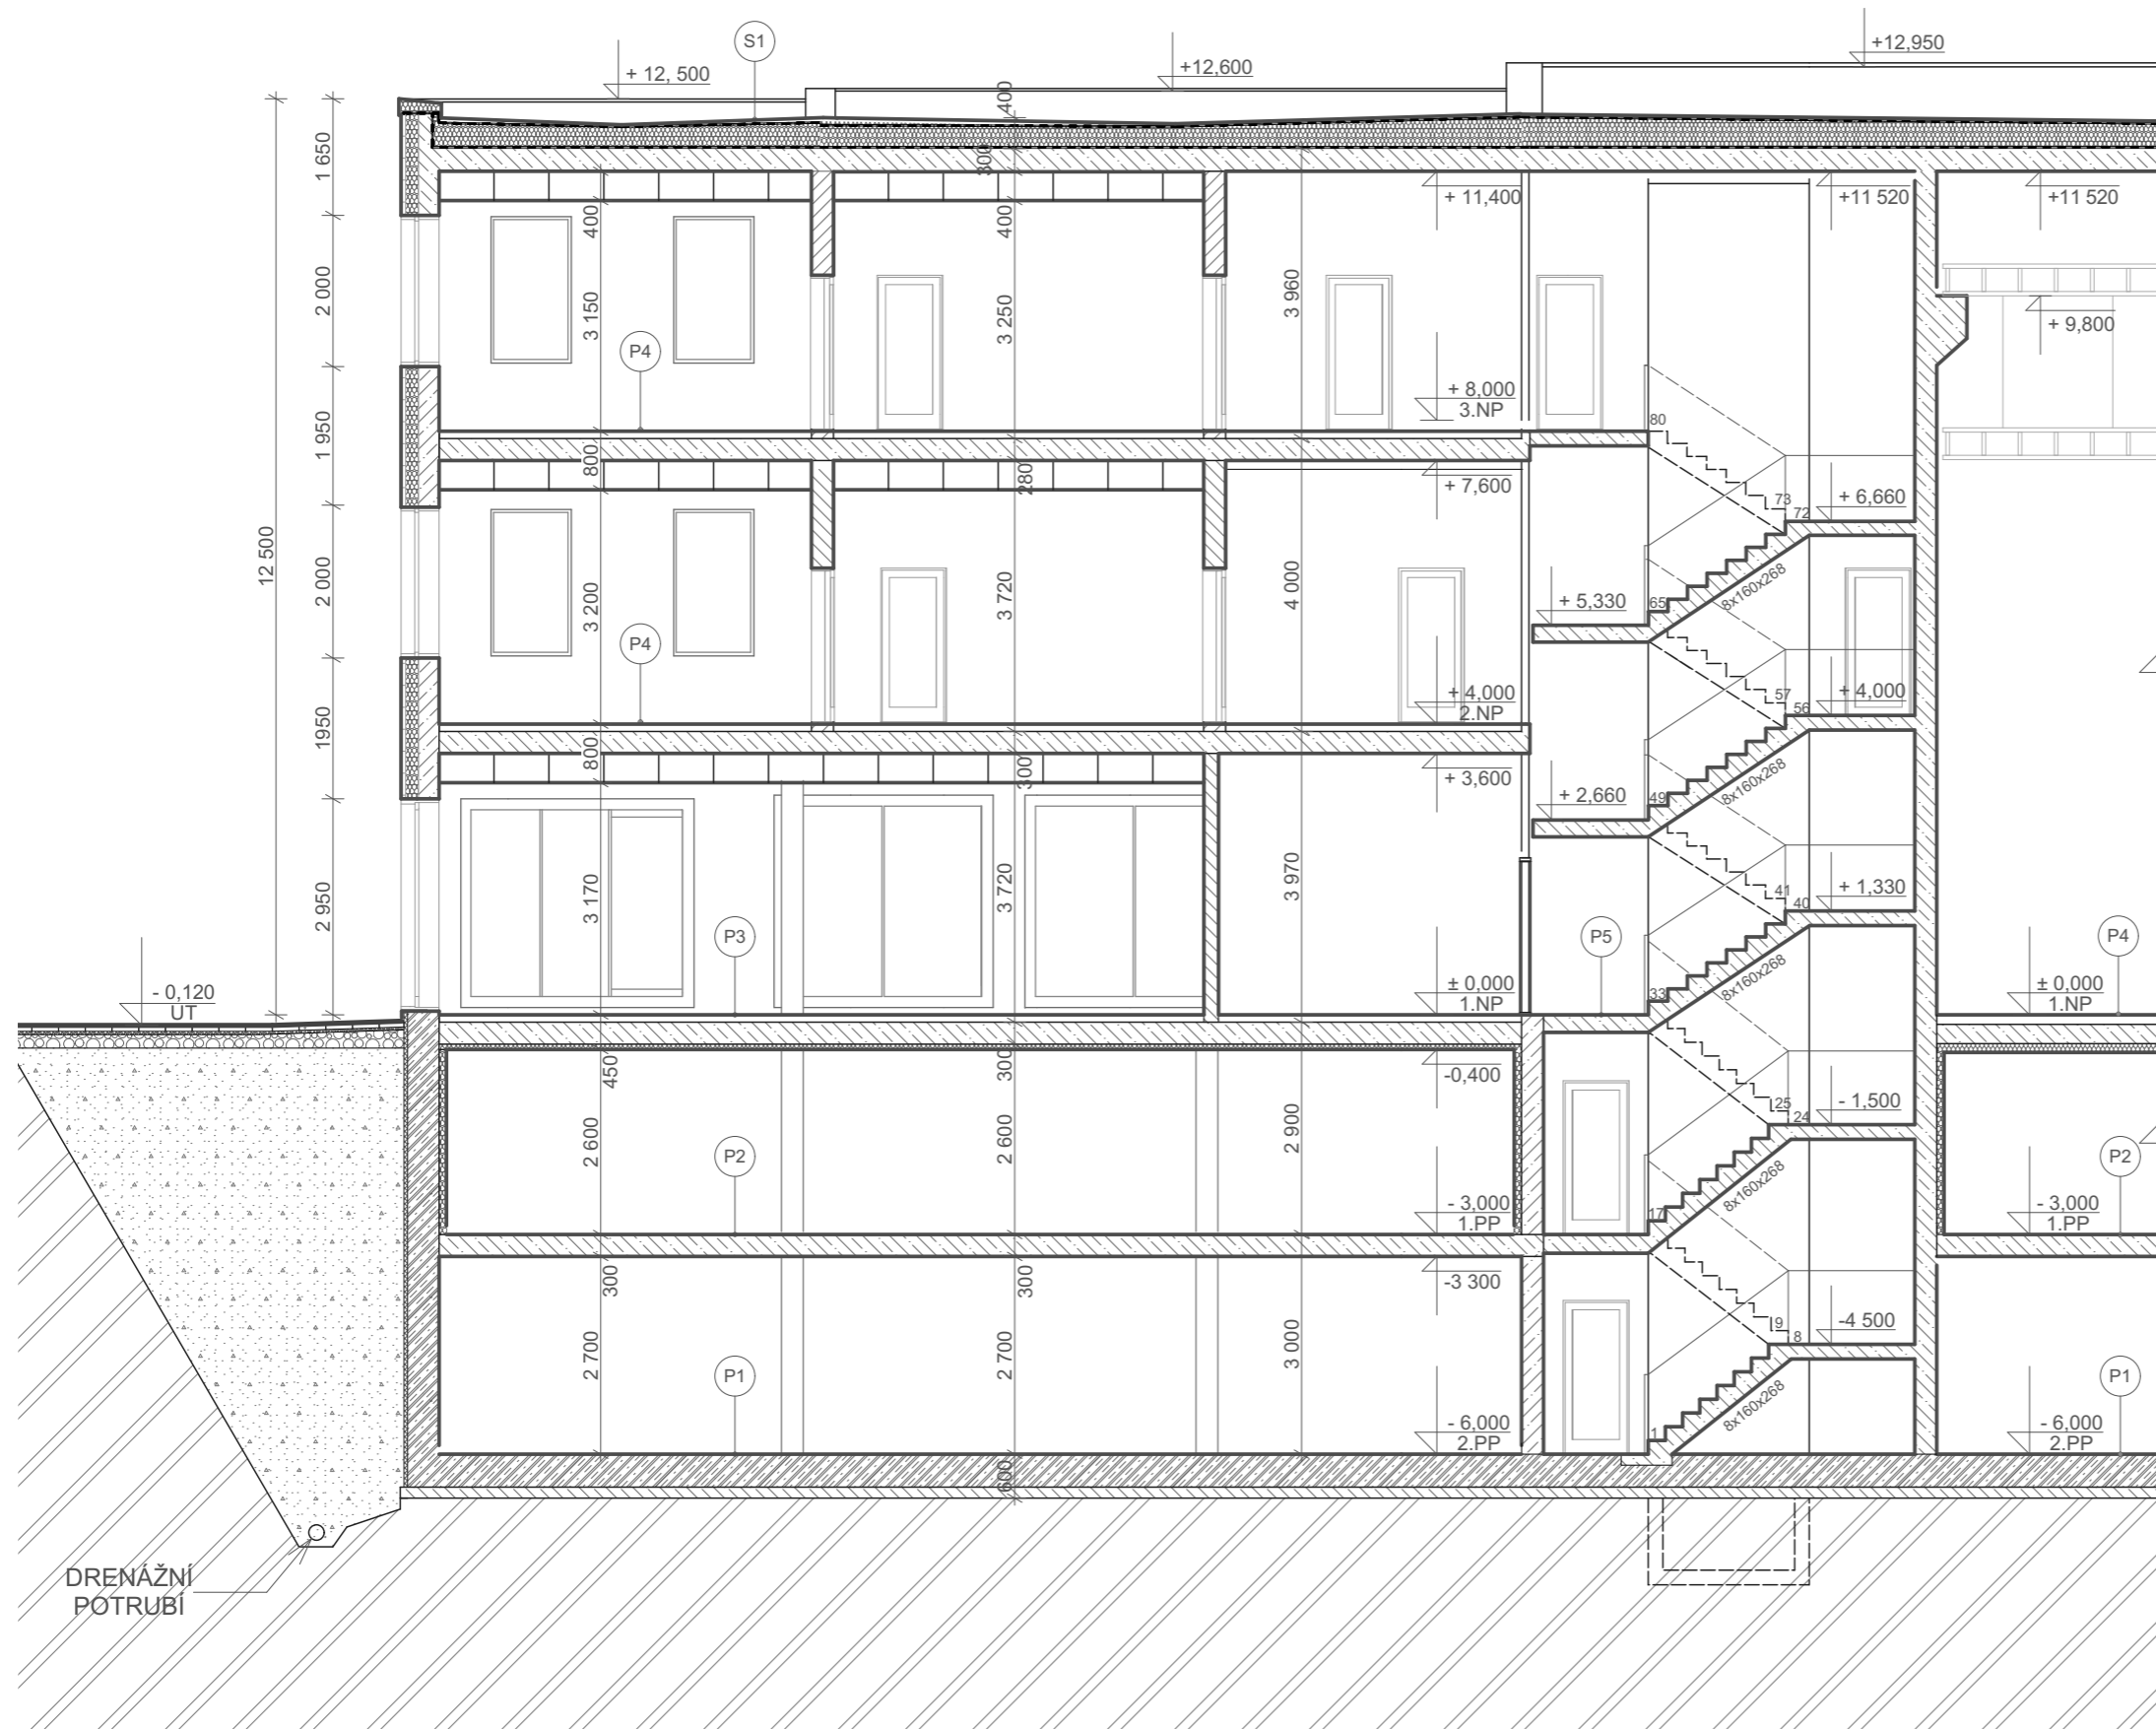 S1
+12,950
+ 12, 500
+12,600
400
1 650
300
+ 11,400
+11 520
+11 520
400
400
2 000
3 150
3 250
3 960
+ 9,800
P4
+ 8,000
3.NP
80
1 950
800
280
+ 7,600
73
72
+ 6,660
12 500
2 000
3 200
3 720
4 000
8x160x268
+ 5,330
65
P4
+ 4,000
2.NP
57
56
+ 4,000
1950
800
300
+ 3,600
8x160x268
+ 2,660
49
2 950
3 170
3 720
3 970
41
40
+ 1,330
P3
P5
P4
8x160x268
- 0,120
UT
± 0,000
1.NP
33
± 0,000
1.NP
450
300
-0,400
25
24
- 1,500
2 600
2 600
2 900
P2
P2
8x160x268
- 3,000
1.PP
17
- 3,000
1.PP
300
300
-3 300
9
8
-4 500
2 700
2 700
3 000
P1
P1
8x160x268
- 6,000
2.PP
1
- 6,000
2.PP
600
DRENÁŽNÍ
POTRUBÍ